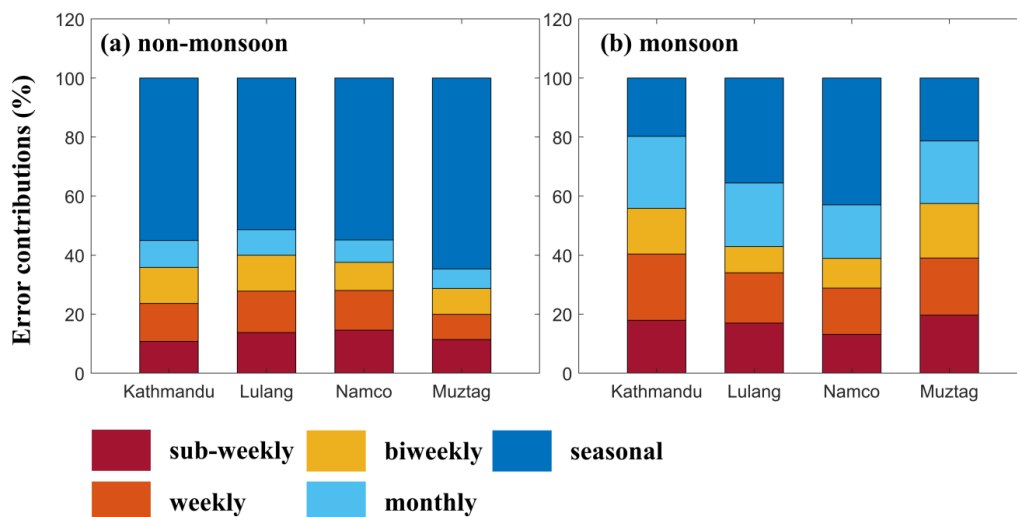 (a) non-monsoon
(b) monsoon
Error contributions (%)
120
100
80
60
40
20
0
Kathmandu Lulang Namco Muztag
120
100
80
60
40
20
0
Kathmandu Lulang Namco Muztag
sub-weekly biweekly seasonal
weekly monthly